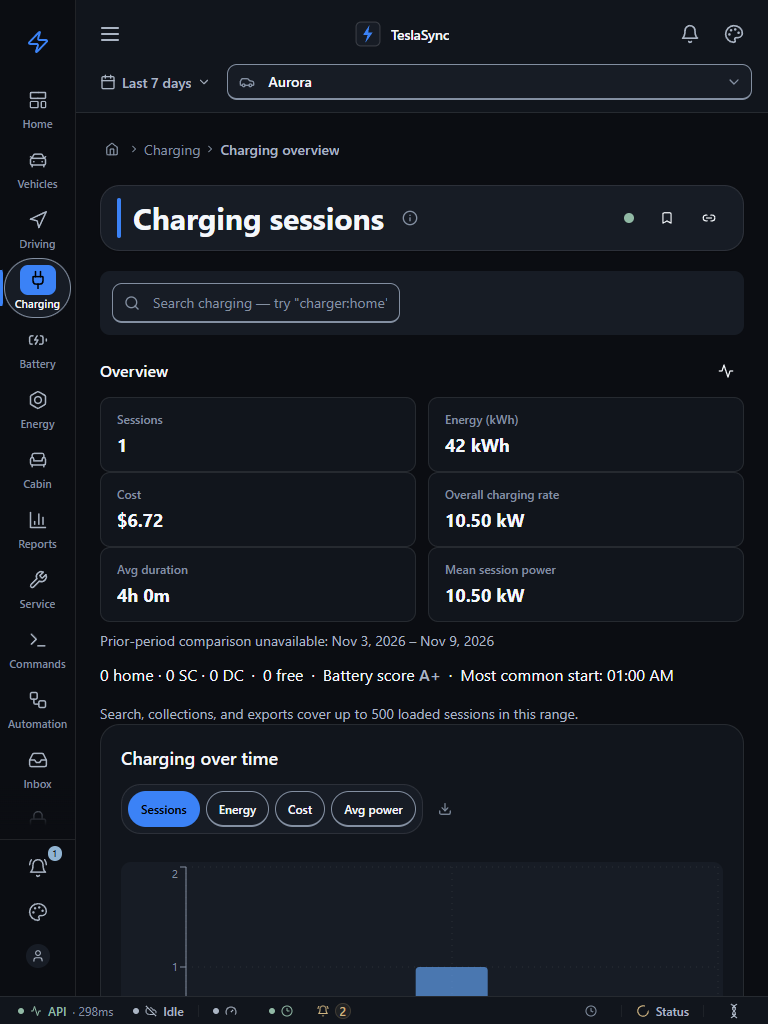 TeslaSync
Last 7 days
Aurora
Home
Vehicles
Driving
Charging
Battery
Energy
Cabin
Reports
Service
Commands
Automation
Inbox
1
Charging
Charging overview
Charging sessions
Search charging — try "charger:home'
Overview
Sessions
1
Energy (kWh)
42 kWh
Cost
$6.72
Overall charging rate
10.50 kW
Avg duration
4h 0m
Mean session power
10.50 kW
Prior-period comparison unavailable: Nov 3, 2026 – Nov 9, 2026
0 home · 0 SC · 0 DC · 0 free · Battery score A+ · Most common start: 01:00 AM
Search, collections, and exports cover up to 500 loaded sessions in this range.
Charging over time
Sessions
Energy
Cost
Avg power
2
1
API · 298ms
Idle
2
Status